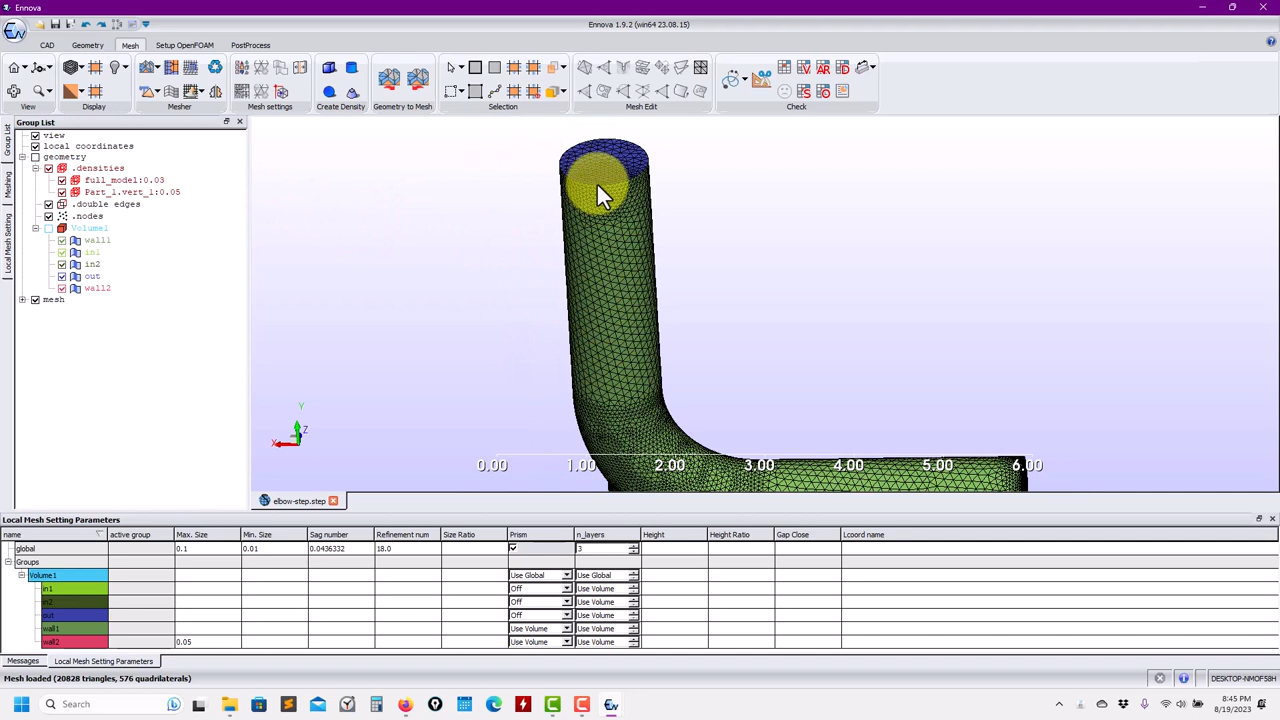 Ennova
Ennova 1.9.2 (win64 23.08.15)
CAD Geometry Mesh Setup OpenFOAM PostProcess
View Display Mesher Mesh settings Create Density Geometry to Mesh Selection Mesh Edit Check
Group List
Group List
Meshing
Local Mesh Setting
view
local coordinates
geometry
.densities
full_model:0.03
Part_1.vert_1:0.05
.double edges
.nodes
Volume1
wall1
in1
in2
out
wall2
mesh
Y
Z
X
0.00 1.00 2.00 3.00 4.00 5.00 6.00
elbow-step.step
Local Mesh Setting Parameters
name active group Max. Size Min. Size Sag number Refinement num Size Ratio Prism n_layers Height Height Ratio Gap Close Lcoord name
global 0.1 0.01 0.0436332 18.0 3
Groups
Volume1 Use Global Use Global
in1 Off Use Volume
in2 Off Use Volume
out Off Use Volume
wall1 Use Volume Use Volume
wall2 0.05 Use Volume Use Volume
Messages Local Mesh Setting Parameters
Mesh loaded (20828 triangles, 576 quadrilaterals)
DESKTOP-NMOF5BH
Search
:45 PM
8/19/2023